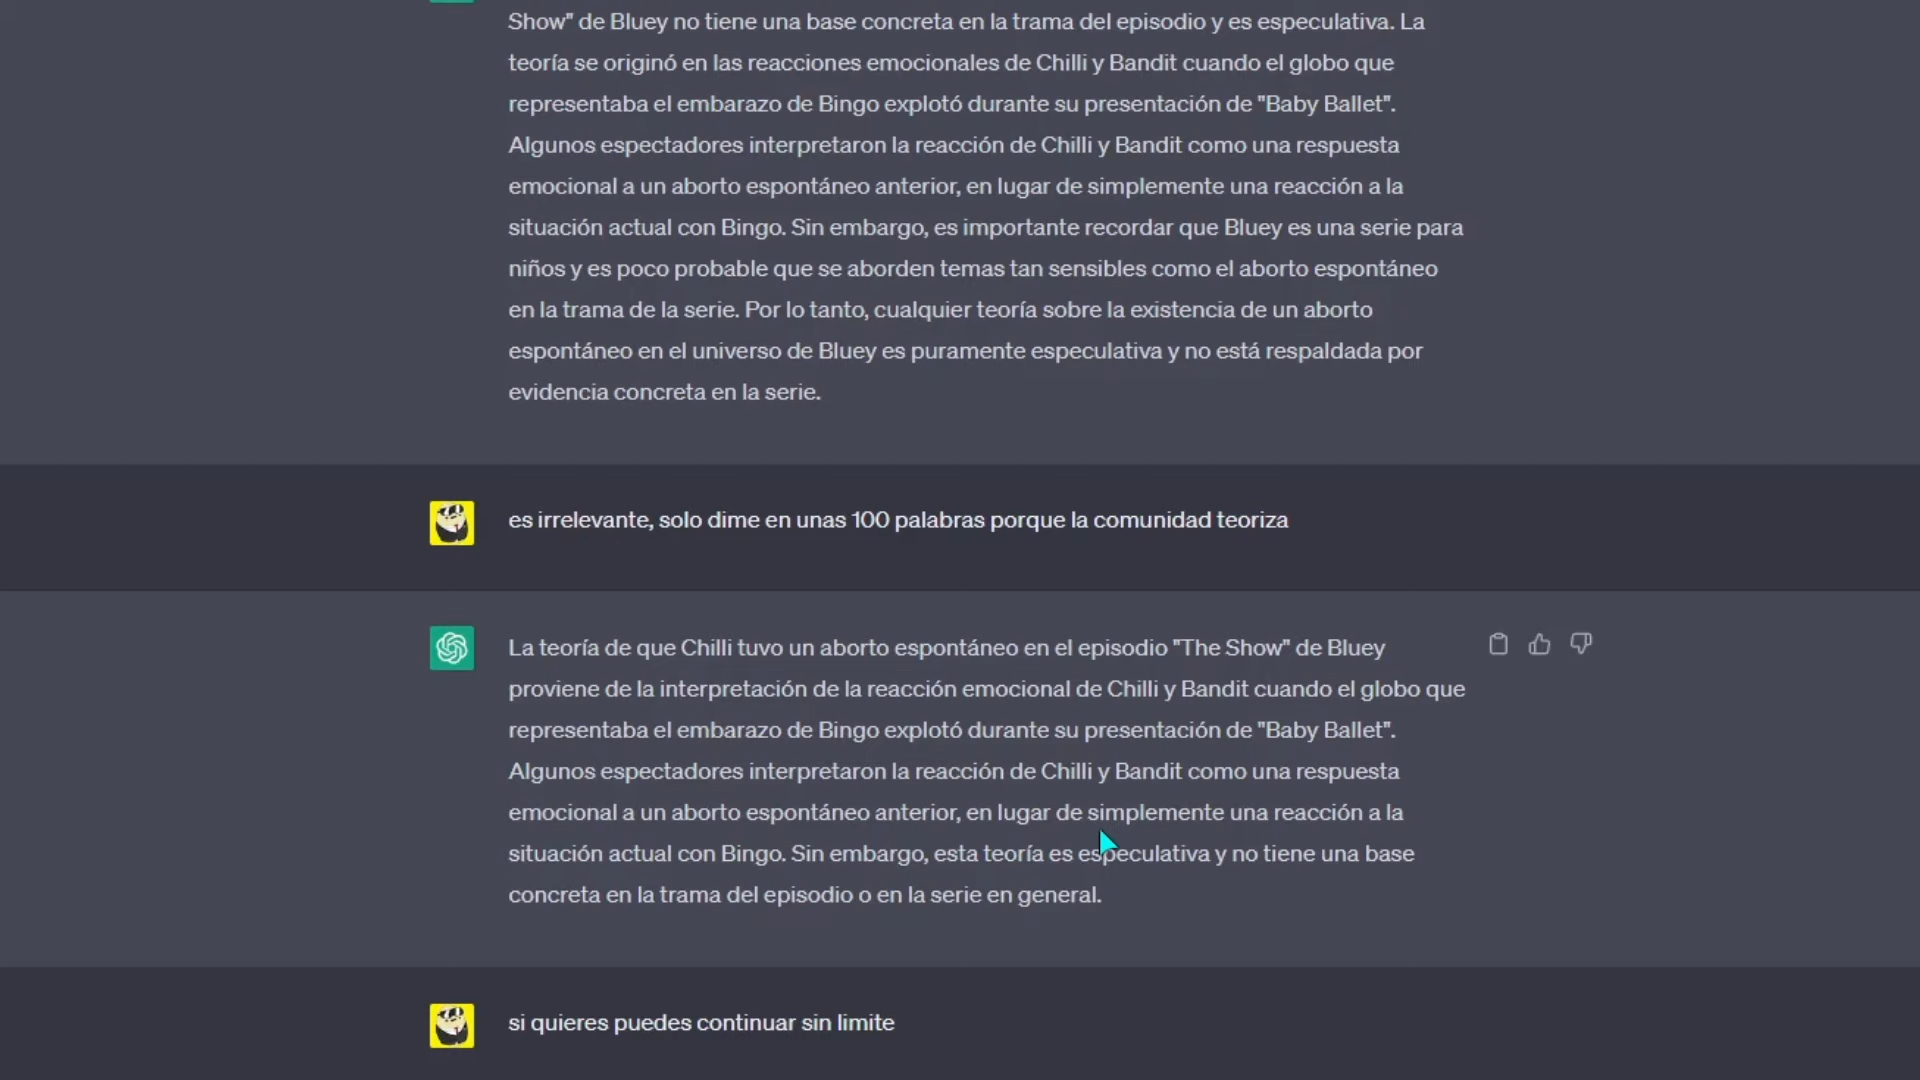 Show" de Bluey no tiene una base concreta en la trama del episodio y es especulativa. La
teoría se originó en las reacciones emocionales de Chilli y Bandit cuando el globo que
representaba el embarazo de Bingo explotó durante su presentación de "Baby Ballet".
Algunos espectadores interpretaron la reacción de Chilli y Bandit como una respuesta
emocional a un aborto espontáneo anterior, en lugar de simplemente una reacción a la
situación actual con Bingo. Sin embargo, es importante recordar que Bluey es una serie para
niños y es poco probable que se aborden temas tan sensibles como el aborto espontáneo
en la trama de la serie. Por lo tanto, cualquier teoría sobre la existencia de un aborto
espontáneo en el universo de Bluey es puramente especulativa y no está respaldada por
evidencia concreta en la serie.
es irrelevante, solo dime en unas 100 palabras porque la comunidad teoriza
La teoría de que Chilli tuvo un aborto espontáneo en el episodio "The Show" de Bluey
proviene de la interpretación de la reacción emocional de Chilli y Bandit cuando el globo que
representaba el embarazo de Bingo explotó durante su presentación de "Baby Ballet".
Algunos espectadores interpretaron la reacción de Chilli y Bandit como una respuesta
emocional a un aborto espontáneo anterior, en lugar de simplemente una reacción a la
situación actual con Bingo. Sin embargo, esta teoría es especulativa y no tiene una base
concreta en la trama del episodio o en la serie en general.
si quieres puedes continuar sin limite